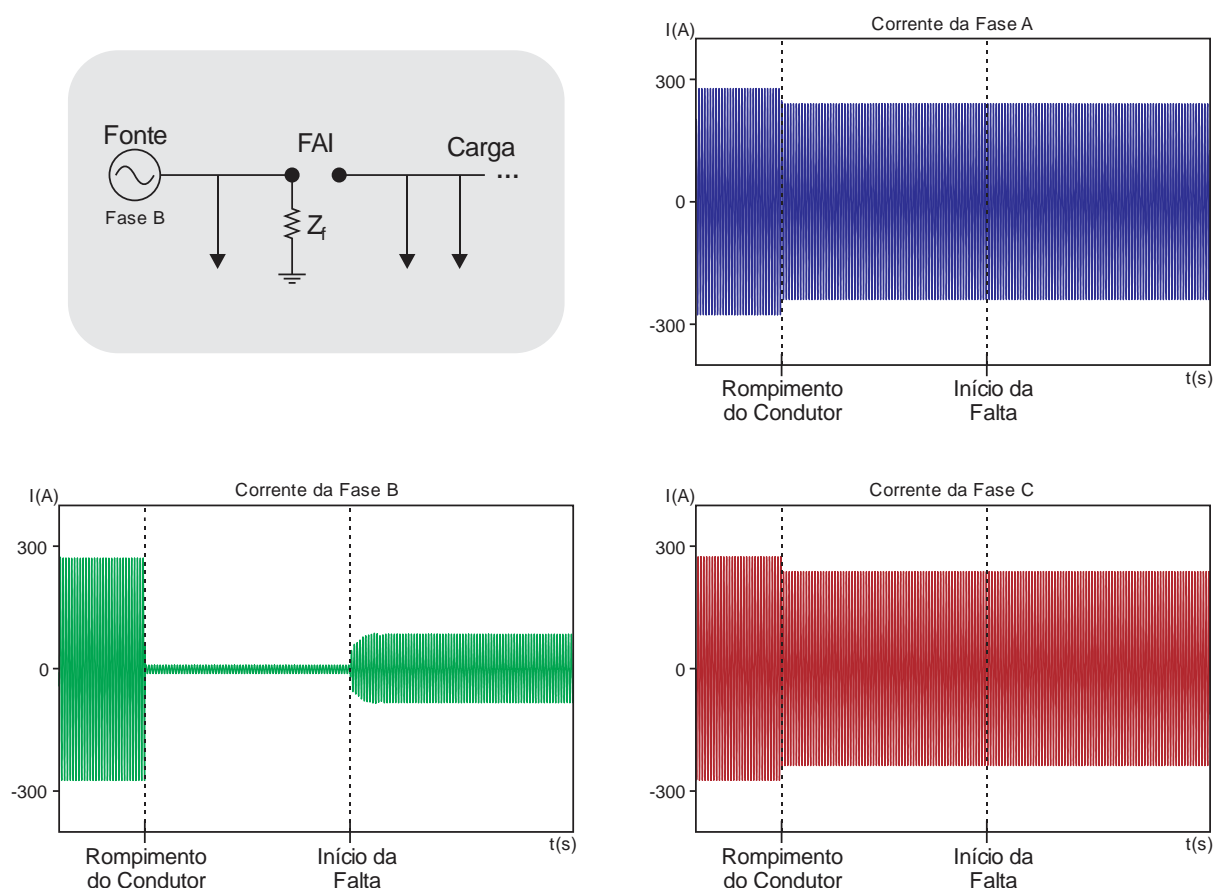 Fonte
Fase B
FAI
Zf
Carga
...
Corrente da Fase A
I(A)
300
0
-300
t(s)
Rompimento
do Condutor
Início da
Falta
Corrente da Fase B
I(A)
300
0
-300
t(s)
Rompimento
do Condutor
Início da
Falta
Corrente da Fase C
I(A)
300
0
-300
t(s)
Rompimento
do Condutor
Início da
Falta